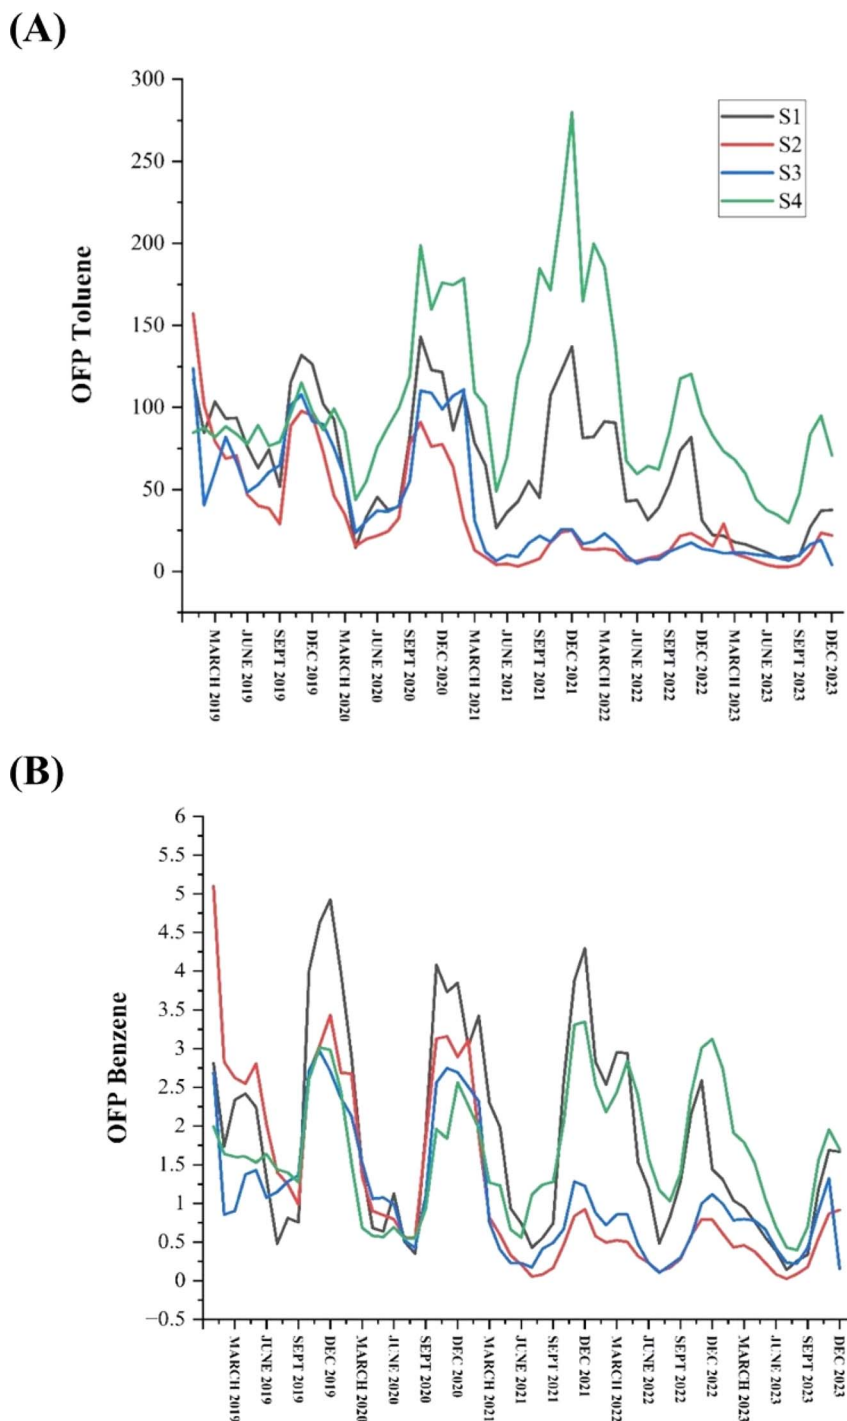 (A)
300
250
200
150
100
50
0
OFP Toluene
S1
S2
S3
S4
MARCH 2019
JUNE 2019
SEPT 2019
DEC 2019
MARCH 2020
JUNE 2020
SEPT 2020
DEC 2020
MARCH 2021
JUNE 2021
SEPT 2021
DEC 2021
MARCH 2022
JUNE 2022
SEPT 2022
DEC 2022
MARCH 2023
JUNE 2023
SEPT 2023
DEC 2023
(B)
6
5.5
5
4.5
4
3.5
3
2.5
2
1.5
1
0.5
0
−0.5
OFP Benzene
MARCH 2019
JUNE 2019
SEPT 2019
DEC 2019
MARCH 2020
JUNE 2020
SEPT 2020
DEC 2020
MARCH 2021
JUNE 2021
SEPT 2021
DEC 2021
MARCH 2022
JUNE 2022
SEPT 2022
DEC 2022
MARCH 2023
JUNE 2023
SEPT 2023
DEC 2023